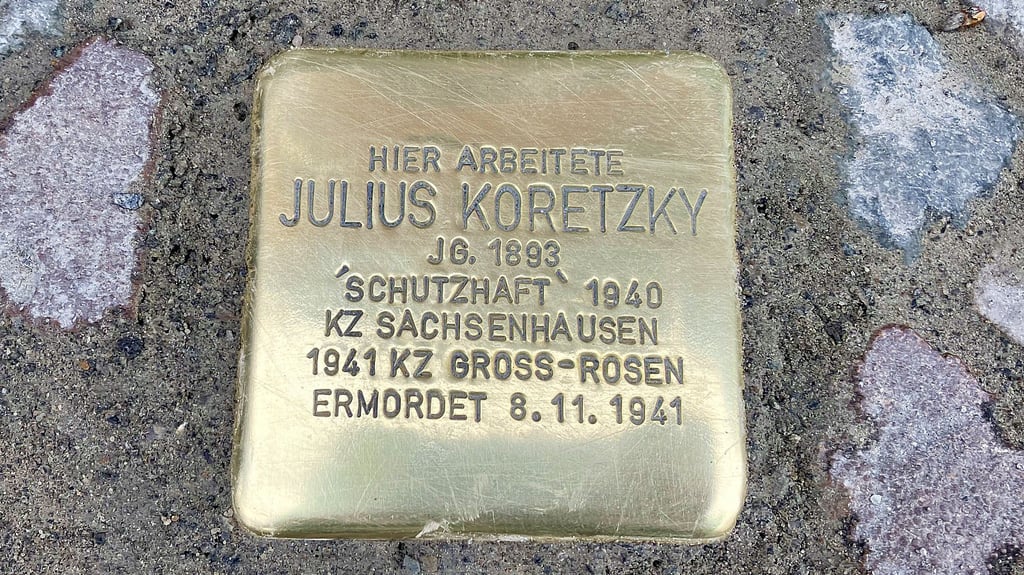 HIER ARBEITETE
JULIUS KORETZKY
JG. 1893
´SCHUTZHAFT` 1940
KZ SACHSENHAUSEN
1941 KZ GROSS-ROSEN
ERMORDET 8.11.1941